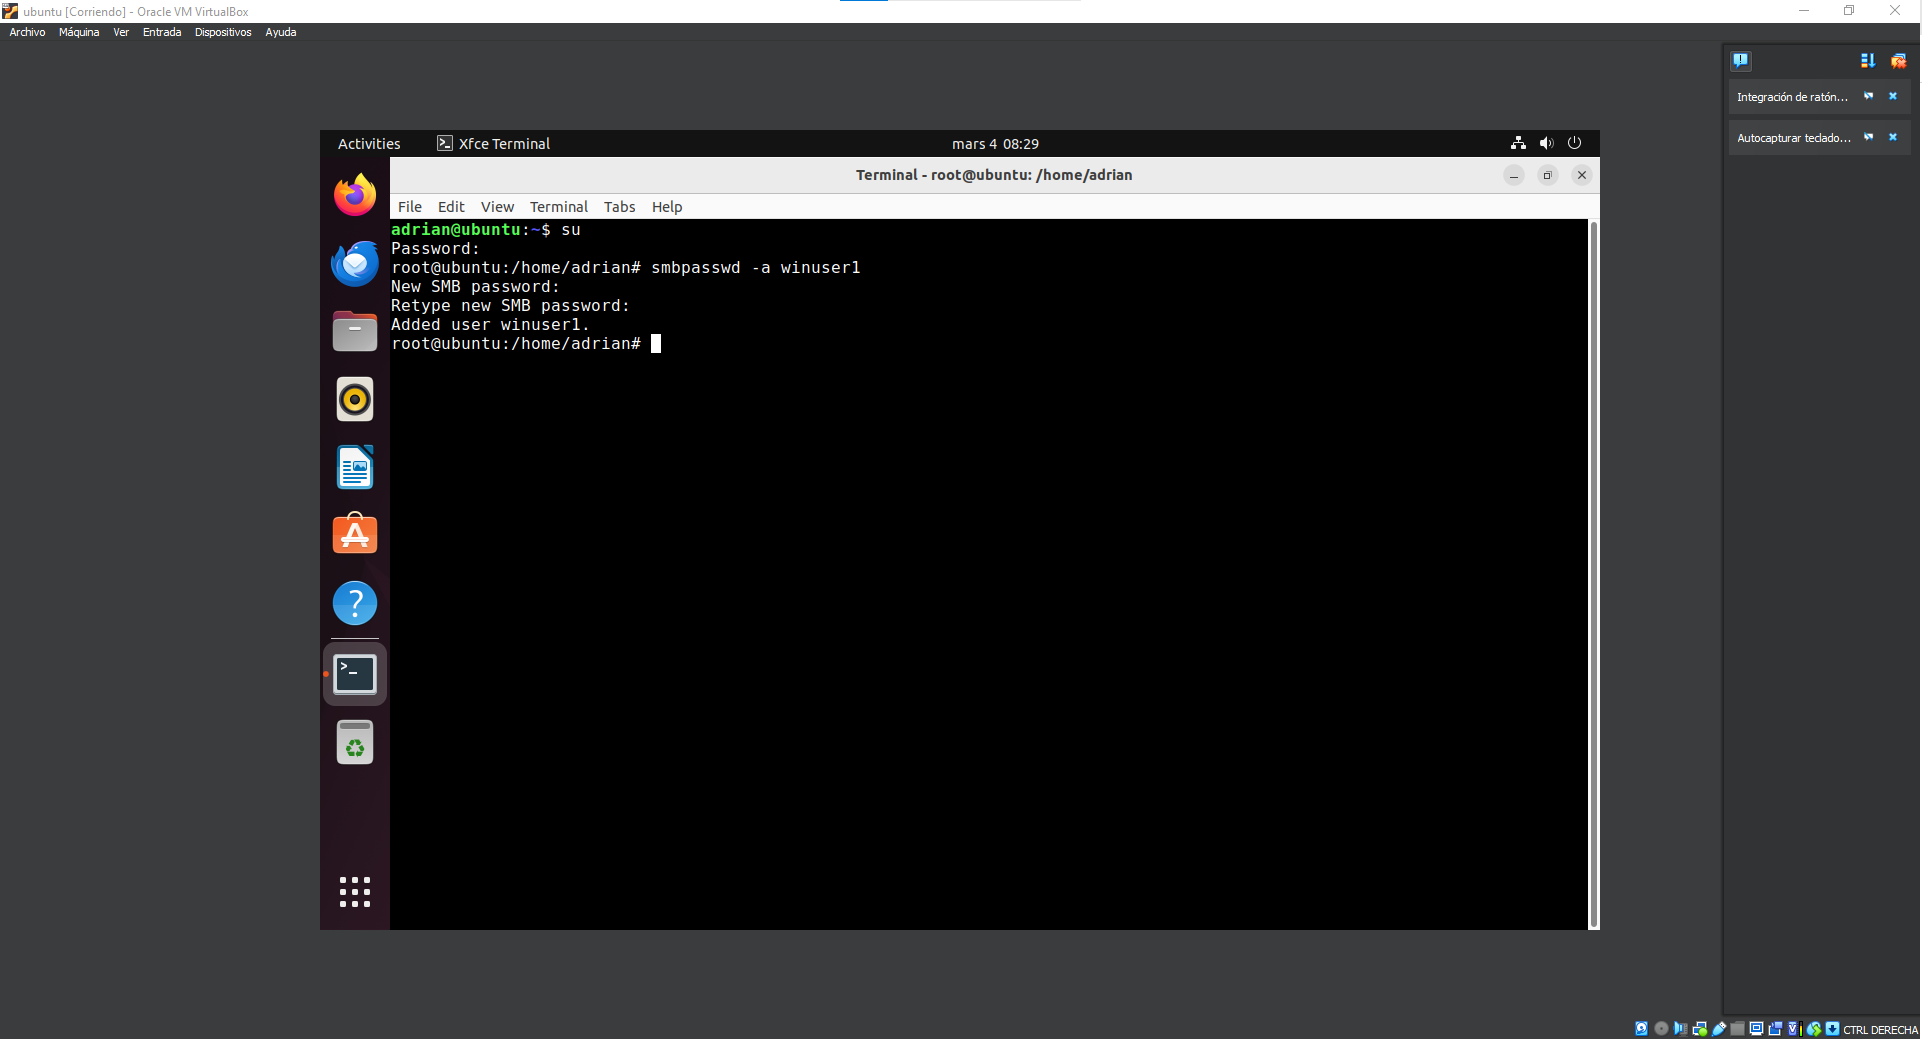 ubuntu [Corriendo] - Oracle VM VirtualBox
Archivo Máquina Ver Entrada Dispositivos Ayuda
Integración de ratón...
Autocapturar teclado...
Activities Xfce Terminal mars 4 08:29
Terminal - root@ubuntu: /home/adrian
File Edit View Terminal Tabs Help
adrian@ubuntu:~$ su
Password:
root@ubuntu:/home/adrian# smbpasswd -a winuser1
New SMB password:
Retype new SMB password:
Added user winuser1.
root@ubuntu:/home/adrian#
CTRL DERECHA